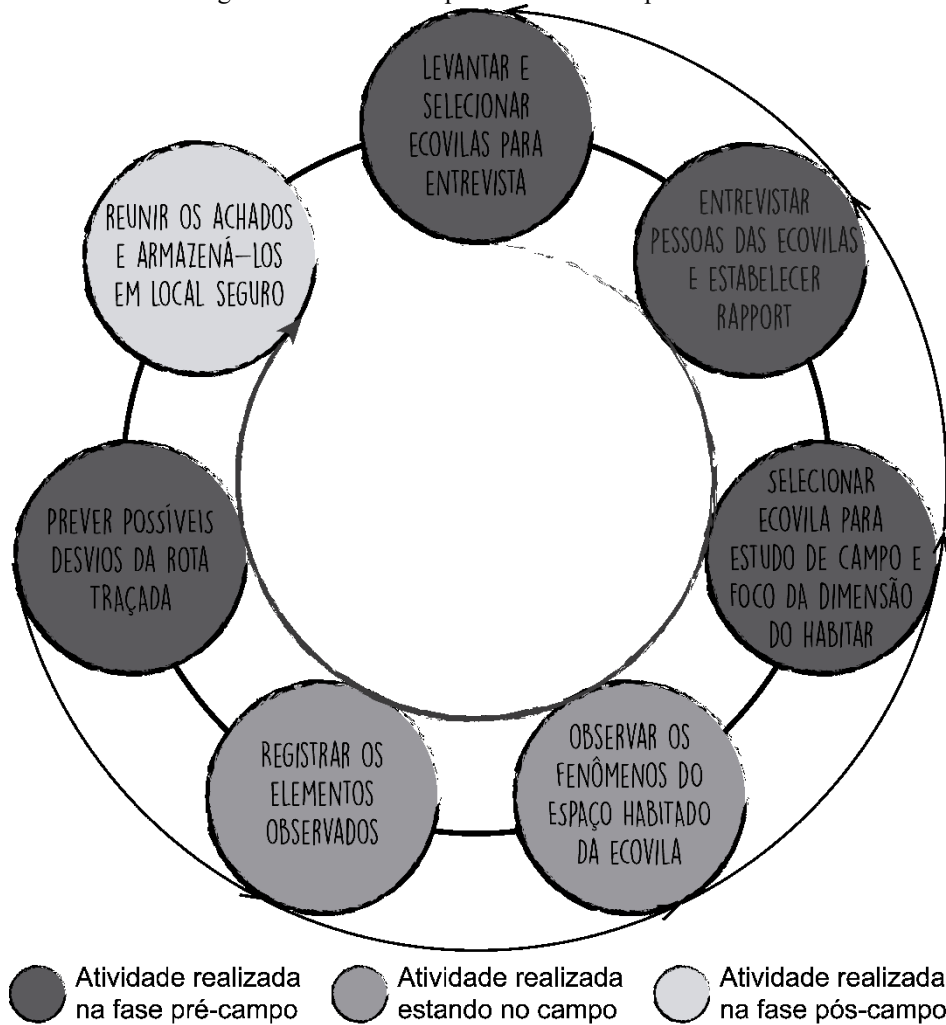 LEVANTAR E
SELECIONAR
ECOVILAS PARA
ENTREVISTA
ENTREVISTAR
PESSOAS DAS ECOVILAS
E ESTABELECER
RAPPORT
SELECIONAR
ECOVILA PARA
ESTUDO DE CAMPO E
FOCO DA DIMENSÃO
DO HABITAR
OBSERVAR OS
FENÔMENOS DO
ESPAÇO HABITADO
DA ECOVILA
REGISTRAR OS
ELEMENTOS
OBSERVADOS
PREVER POSSÍVEIS
DESVIOS DA ROTA
TRAÇADA
REUNIR OS ACHADOS
E ARMAZENÁ-LOS
EM LOCAL SEGURO
Atividade realizada
na fase pré-campo
Atividade realizada
estando no campo
Atividade realizada
na fase pós-campo